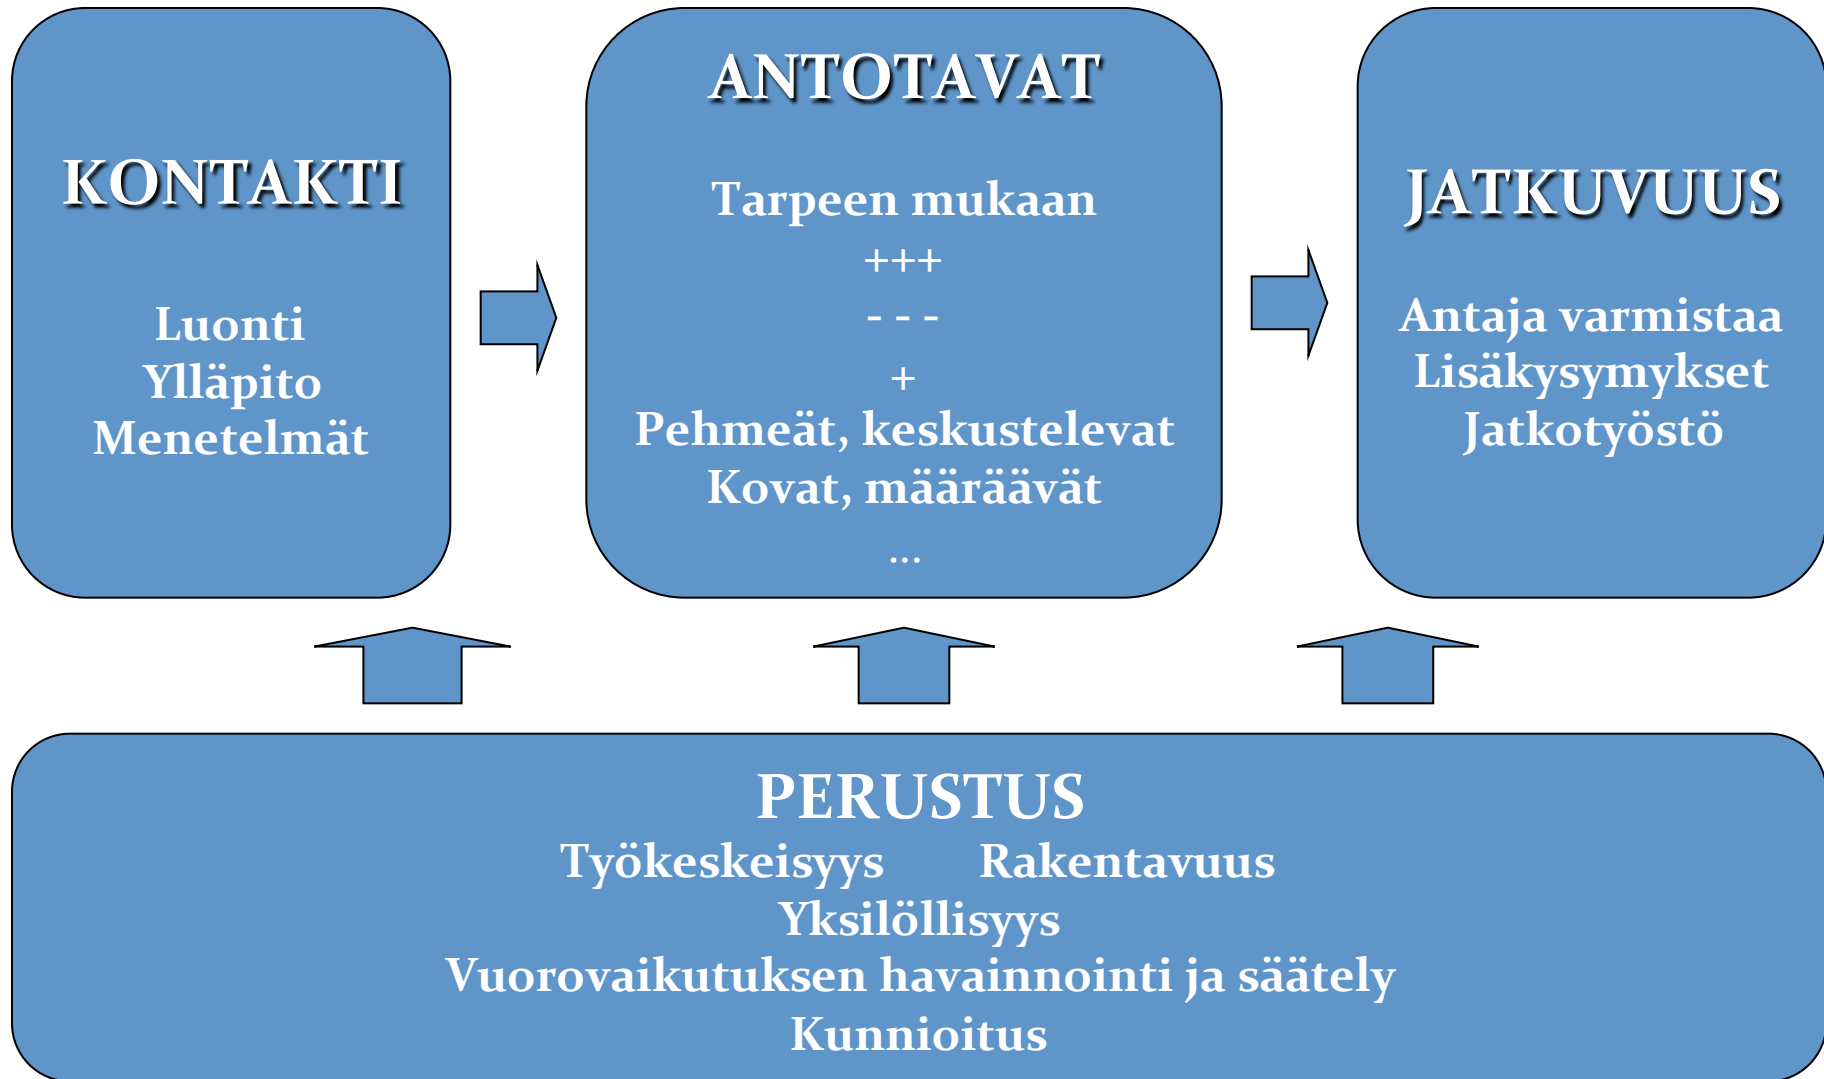 KONTAKTI
Luonti
Ylläpito
Menetelmät
ANTOTAVAT
Tarpeen mukaan
+++
- - -
+
Pehmeät, keskustelevat
Kovat, määräävät
...
JATKUVUUS
Antaja varmistaa
Lisäkysymykset
Jatkotyöstö
PERUSTUS
Työkeskeisyys Rakentavuus
Yksilöllisyys
Vuorovaikutuksen havainnointi ja säätely
Kunnioitus